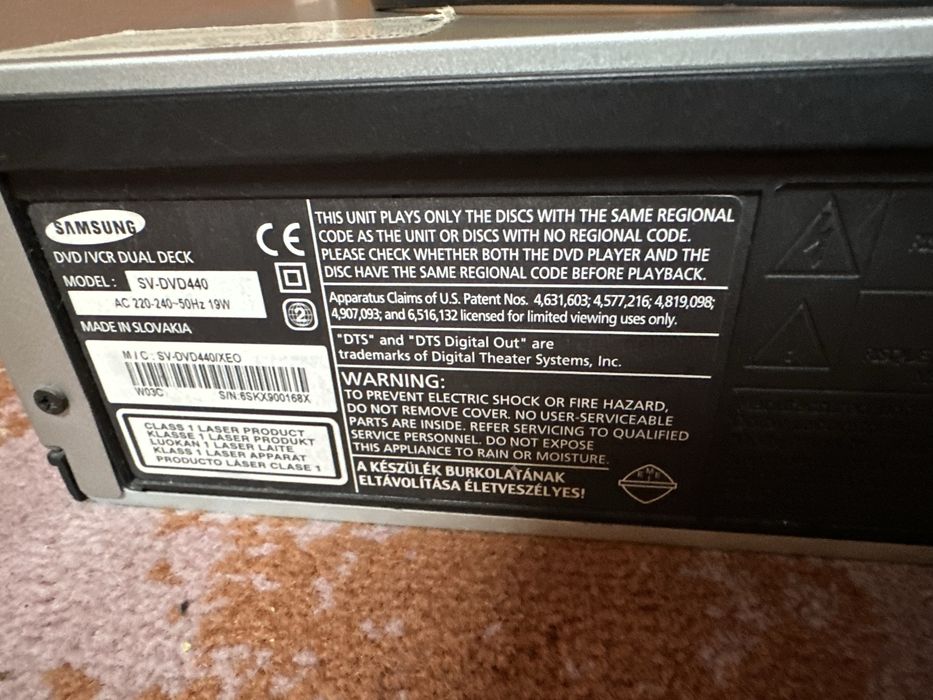 SAMSUNG
DVD /VCR DUAL DECK
MODEL : SV-DVD440
AC 220-240~50Hz 19W
MADE IN SLOVAKIA
CE
2
M / C : SV-DVD440/XEO
W03C S/N:6SKX900168X
CLASS 1 LASER PRODUCT
KLASSE 1 LASER PRODUKT
LUOKAN 1 LASER LAITE
KLASS 1 LASER APPARAT
PRODUCTO LÁSER CLASE 1
THIS UNIT PLAYS ONLY THE DISCS WITH THE SAME REGIONAL
CODE AS THE UNIT OR DISCS WITH NO REGIONAL CODE.
PLEASE CHECK WHETHER BOTH THE DVD PLAYER AND THE
DISC HAVE THE SAME REGIONAL CODE BEFORE PLAYBACK.
Apparatus Claims of U.S. Patent Nos. 4,631,603; 4,577,216; 4,819,098;
4,907,093; and 6,516,132 licensed for limited viewing uses only.
"DTS" and "DTS Digital Out" are
trademarks of Digital Theater Systems, Inc.
WARNING:
TO PREVENT ELECTRIC SHOCK OR FIRE HAZARD,
DO NOT REMOVE COVER. NO USER-SERVICEABLE
PARTS ARE INSIDE. REFER SERVICING TO QUALIFIED
SERVICE PERSONNEL. DO NOT EXPOSE
THIS APPLIANCE TO RAIN OR MOISTURE.
A KÉSZÜLÉK BURKOLATÁNAK
ELTÁVOLÍTÁSA ÉLETVESZÉLYES!